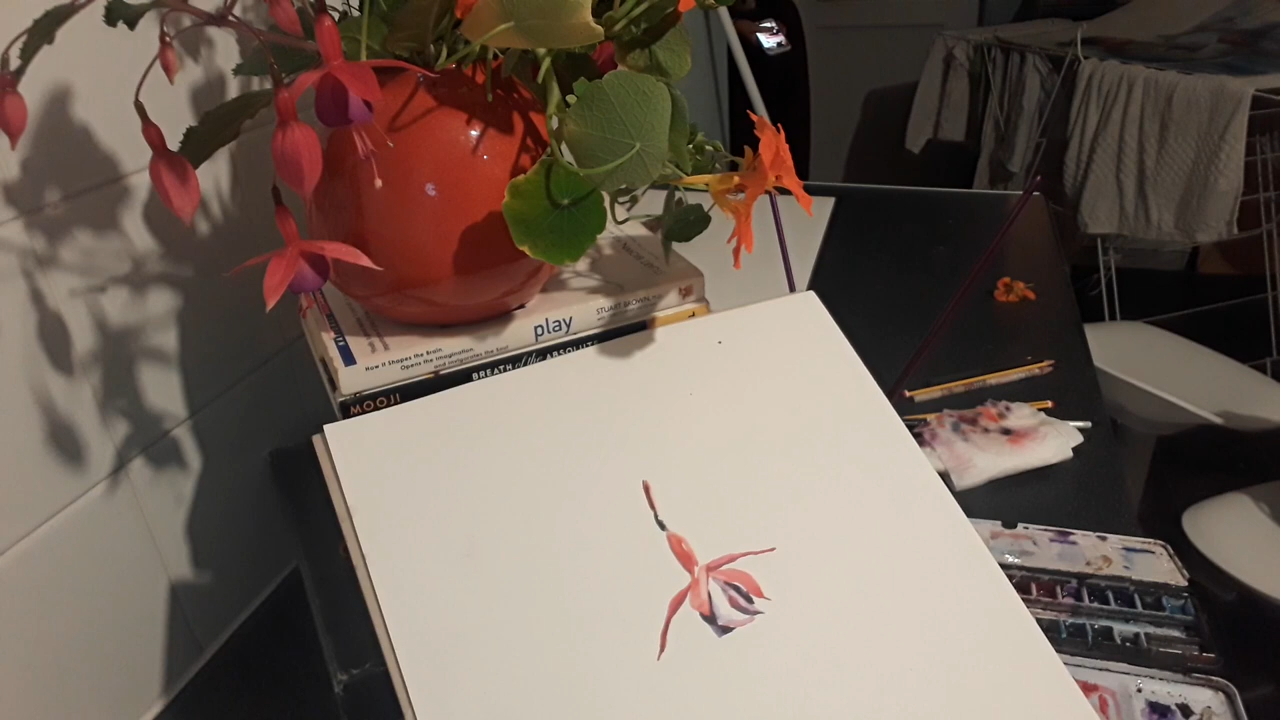 play
STUART BROWN, M.D.
How it Shapes the Brain,
Opens the Imagination,
and Invigorates the Soul
BREATH of the ABSOLUTE
MOOJI